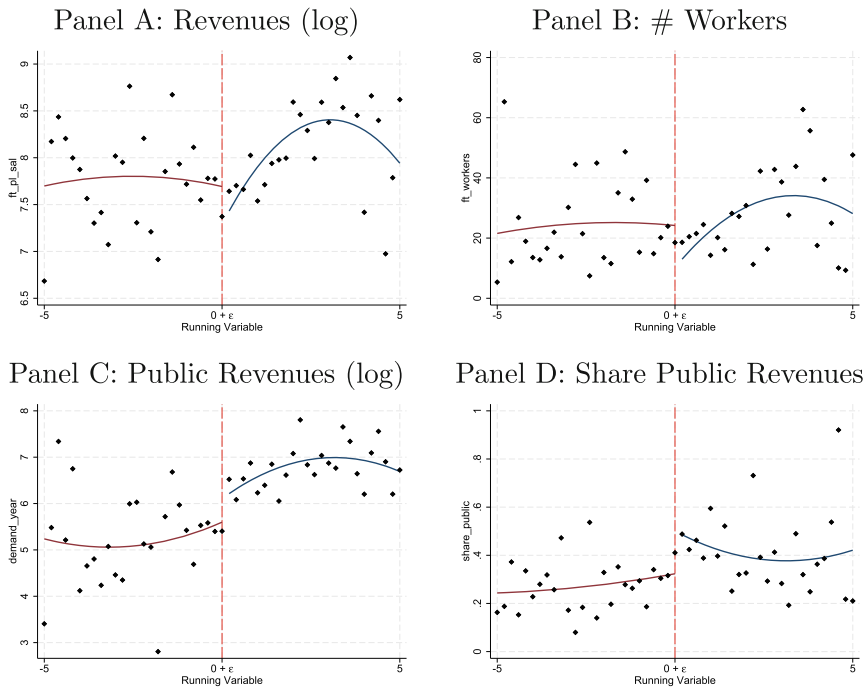 Panel A: Revenues (log)
ft_pl_sal
9
8.5
8
7.5
7
6.5
-5
0 + ε
5
Running Variable
Panel B: # Workers
ft_workers
80
60
40
20
0
-5
0 + ε
5
Running Variable
Panel C: Public Revenues (log)
demand_year
8
7
6
5
4
3
-5
0 + ε
5
Running Variable
Panel D: Share Public Revenues
share_public
1
.8
.6
.4
.2
0
-5
0 + ε
5
Running Variable